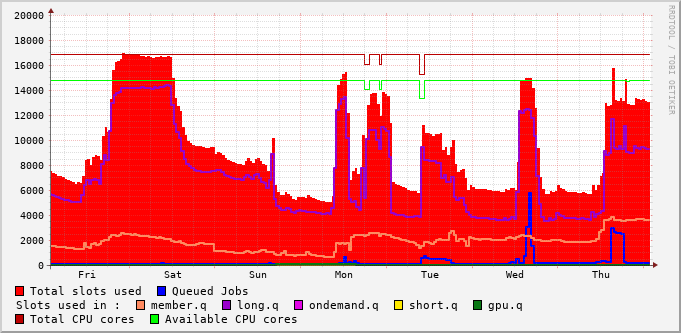 20000
18000
16000
14000
12000
10000
8000
6000
4000
2000
0
Fri Sat Sun Mon Tue Wed Thu
RRDTOOL / TOBI OETIKER
Total slots used Queued Jobs
Slots used in : member.q long.q ondemand.q short.q gpu.q
Total CPU cores Available CPU cores